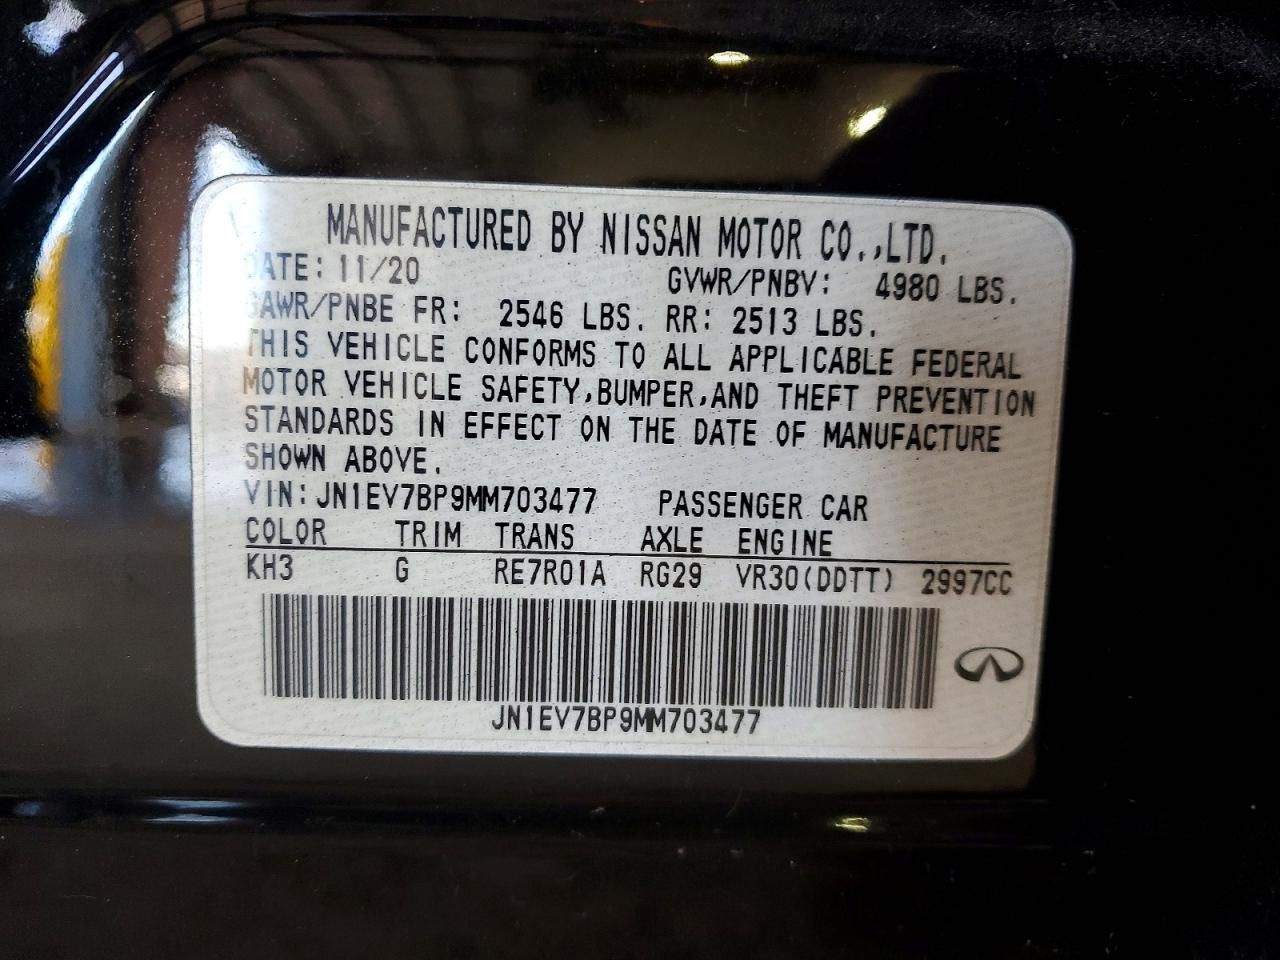 MANUFACTURED BY NISSAN MOTOR CO.,LTD.
DATE: 11/20 GVWR/PNBV: 4980 LBS.
GAWR/PNBE FR: 2546 LBS. RR: 2513 LBS.
THIS VEHICLE CONFORMS TO ALL APPLICABLE FEDERAL
MOTOR VEHICLE SAFETY,BUMPER,AND THEFT PREVENTION
STANDARDS IN EFFECT ON THE DATE OF MANUFACTURE
SHOWN ABOVE.
VIN:JN1EV7BP9MM703477 PASSENGER CAR
COLOR TRIM TRANS AXLE ENGINE
KH3 G RE7R01A RG29 VR30(DDTT) 2997CC
JN1EV7BP9MM703477